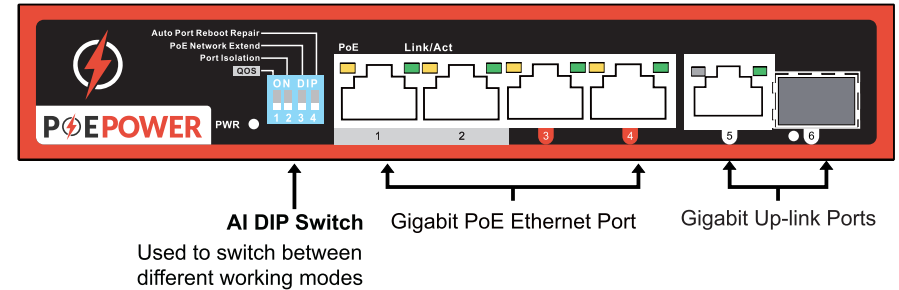 Auto Port Reboot Repair
PoE Network Extend
Port Isolation
QOS
ON DIP
1 2 3 4
POEPOWER
PWR
PoE
Link/Act
1
2
3
4
5
6
AI DIP Switch
Used to switch between
different working modes
Gigabit PoE Ethernet Port
Gigabit Up-link Ports